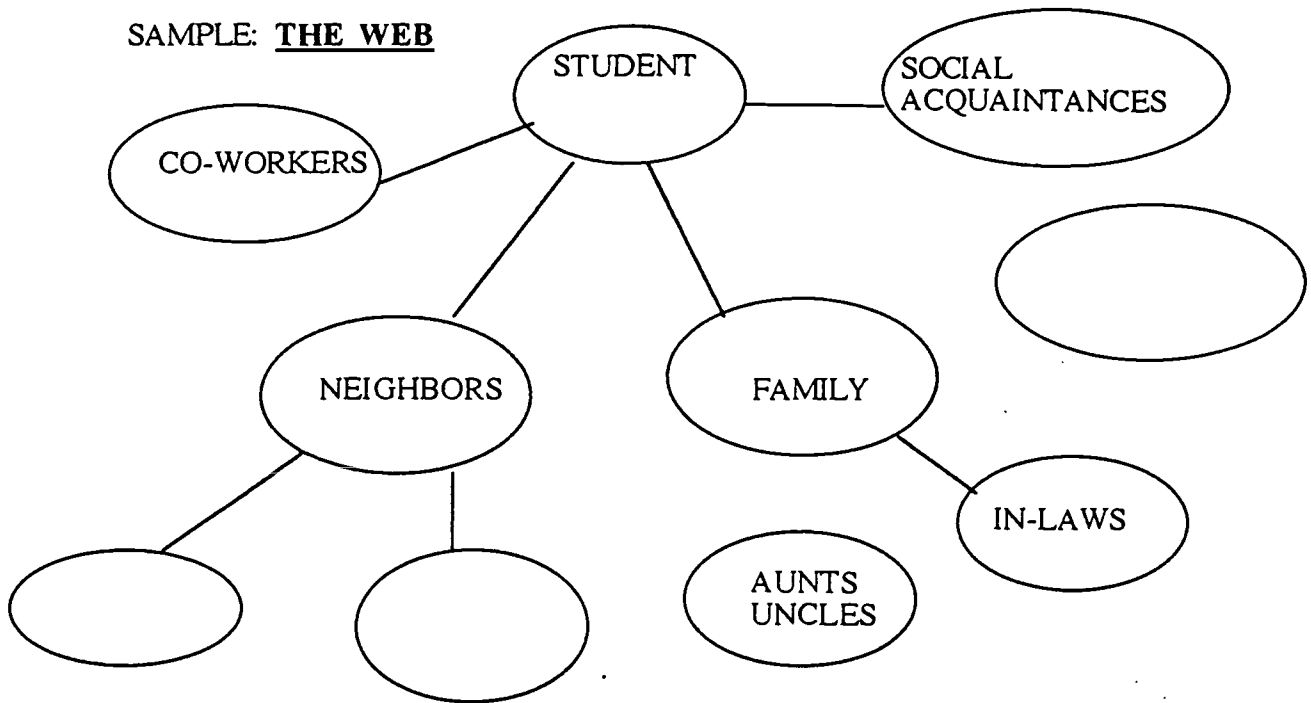 SAMPLE: THE WEB
STUDENT
SOCIAL
ACQUAINTANCES
CO-WORKERS
NEIGHBORS
FAMILY
IN-LAWS
AUNTS
UNCLES